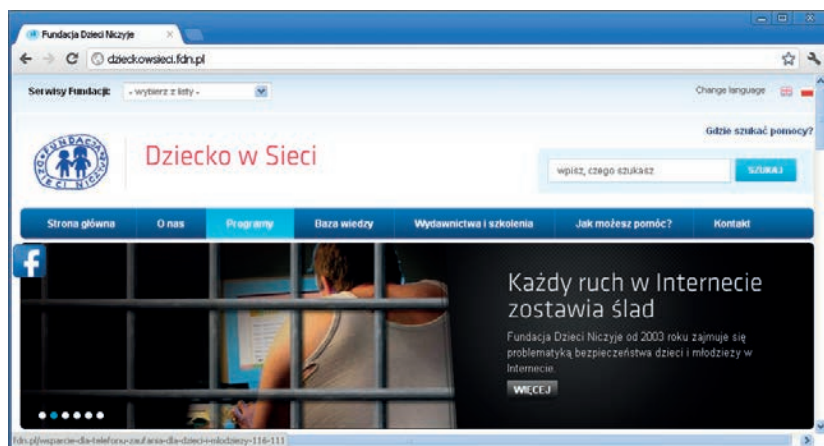 Fundacja Dzieci Niczyje
dzieckowsieci.fdn.pl
Serwisy Fundacji: - wybierz z listy - Change language
Gdzie szukać pomocy?
FUNDACJA DZIECI NICZYJE
Dziecko w Sieci
wpisz, czego szukasz SZUKAJ
Strona główna O nas Programy Baza wiedzy Wydawnictwa i szkolenia Jak możesz pomóc? Kontakt
f
Każdy ruch w Internecie
zostawia ślad
Fundacja Dzieci Niczyje od 2003 roku zajmuje się
problematyką bezpieczeństwa dzieci i młodzieży w
Internecie.
WIĘCEJ
fdn.pl/wsparcie-dla-telefonu-zaufania-dla-dzieci-i-mlodziezy-116-111